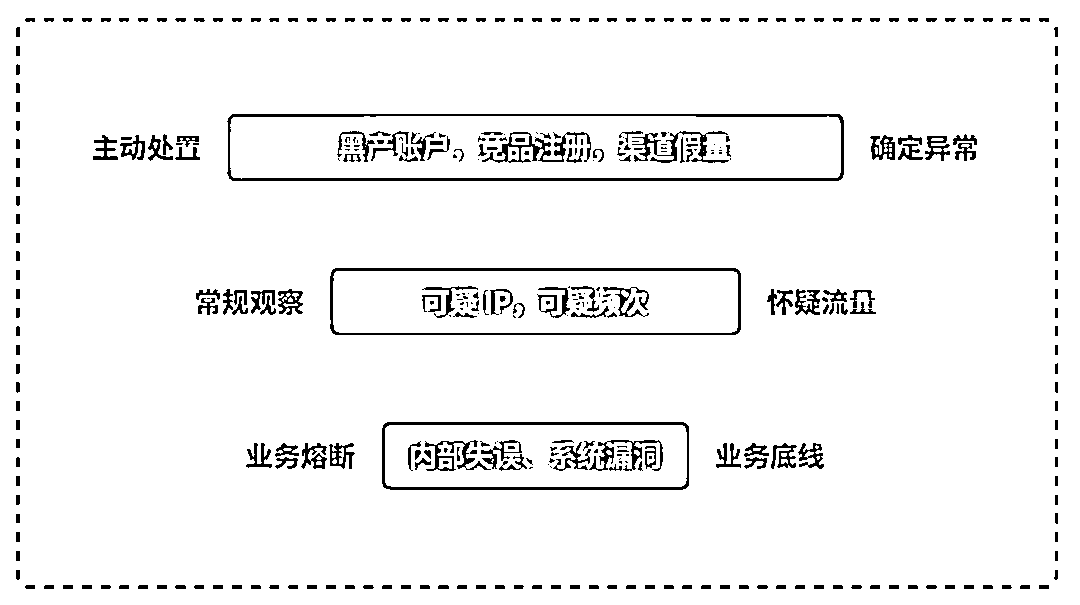 主动处置 黑产账户，竞品注册，渠道假量 确定异常
常规观察 可疑IP，可疑频次 怀疑流量
业务熔断 内部失误、系统漏洞 业务底线